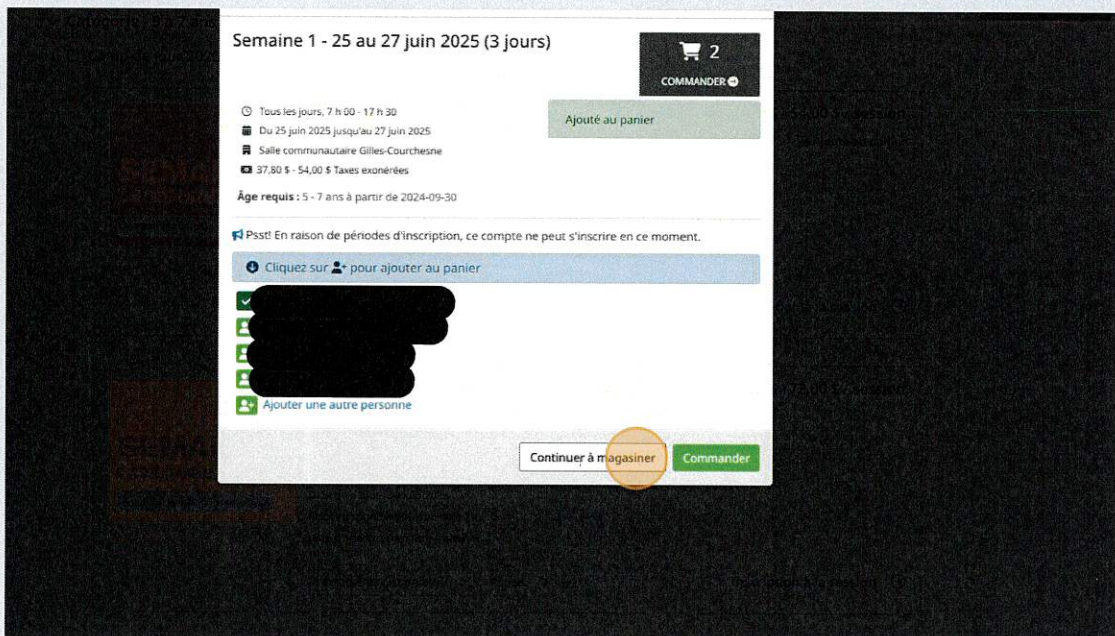 Catégorie : 5 à 7 ans
Semaine 1 - 25 au 27 juin 2025 (3 jours)
2
COMMANDER
Tous les jours, 7 h 00 - 17 h 30
Ajouté au panier
Du 25 juin 2025 jusqu'au 27 juin 2025
Salle communautaire Gilles-Courchesne
37,80 $ - 54,00 $ Taxes exonérées
Âge requis : 5 - 7 ans à partir de 2024-09-30
Psst! En raison de périodes d'inscription, ce compte ne peut s'inscrire en ce moment.
Cliquez sur pour ajouter au panier
Ajouter une autre personne
Continuer à magasiner
Commander